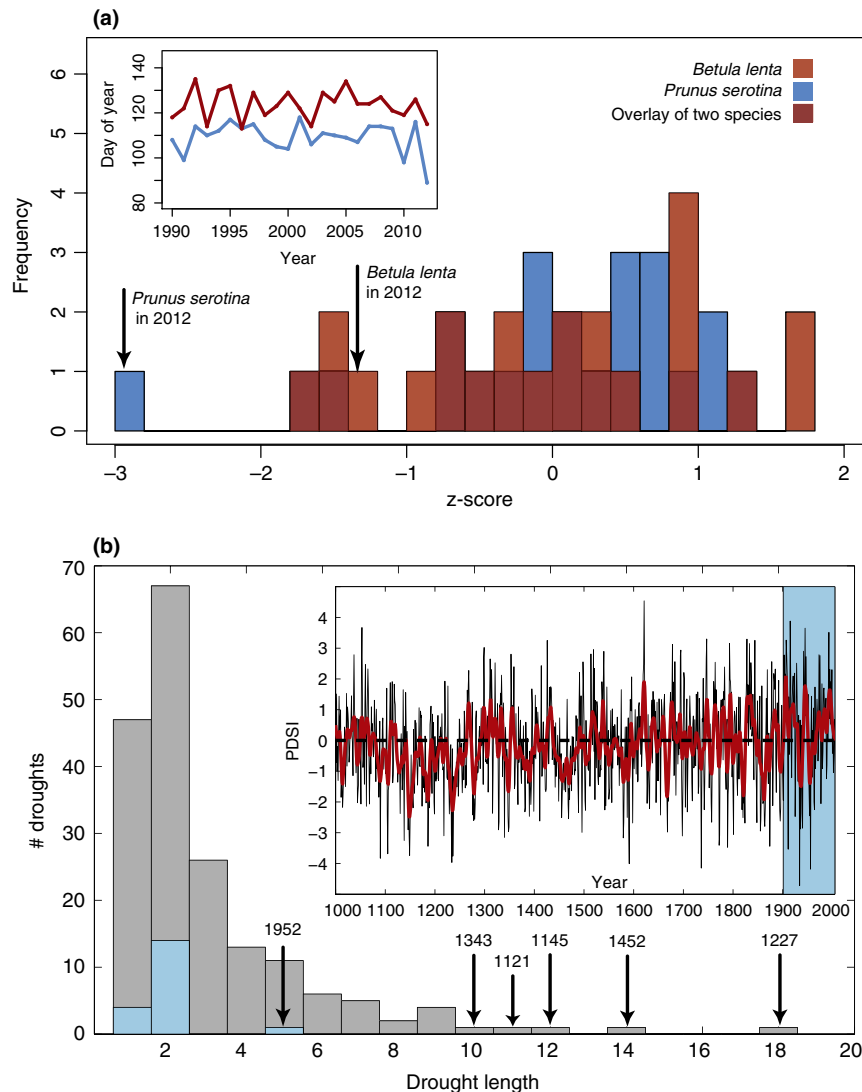 (a)
Betula lenta
Prunus serotina
Overlay of two species
Day of year
80 100 120 140
1990 1995 2000 2005 2010
Year
Frequency
0 1 2 3 4 5 6
Prunus serotina
in 2012
Betula lenta
in 2012
−3 −2 −1 0 1 2
z-score
(b)
# droughts
0 10 20 30 40 50 60 70
PDSI
4
3
2
1
0
−1
−2
−4
Year
1000 1100 1200 1300 1400 1500 1600 1700 1800 1900 2000
1952
1343
1121
1145
1452
1227
2 4 6 8 10 12 14 16 18 20
Drought length